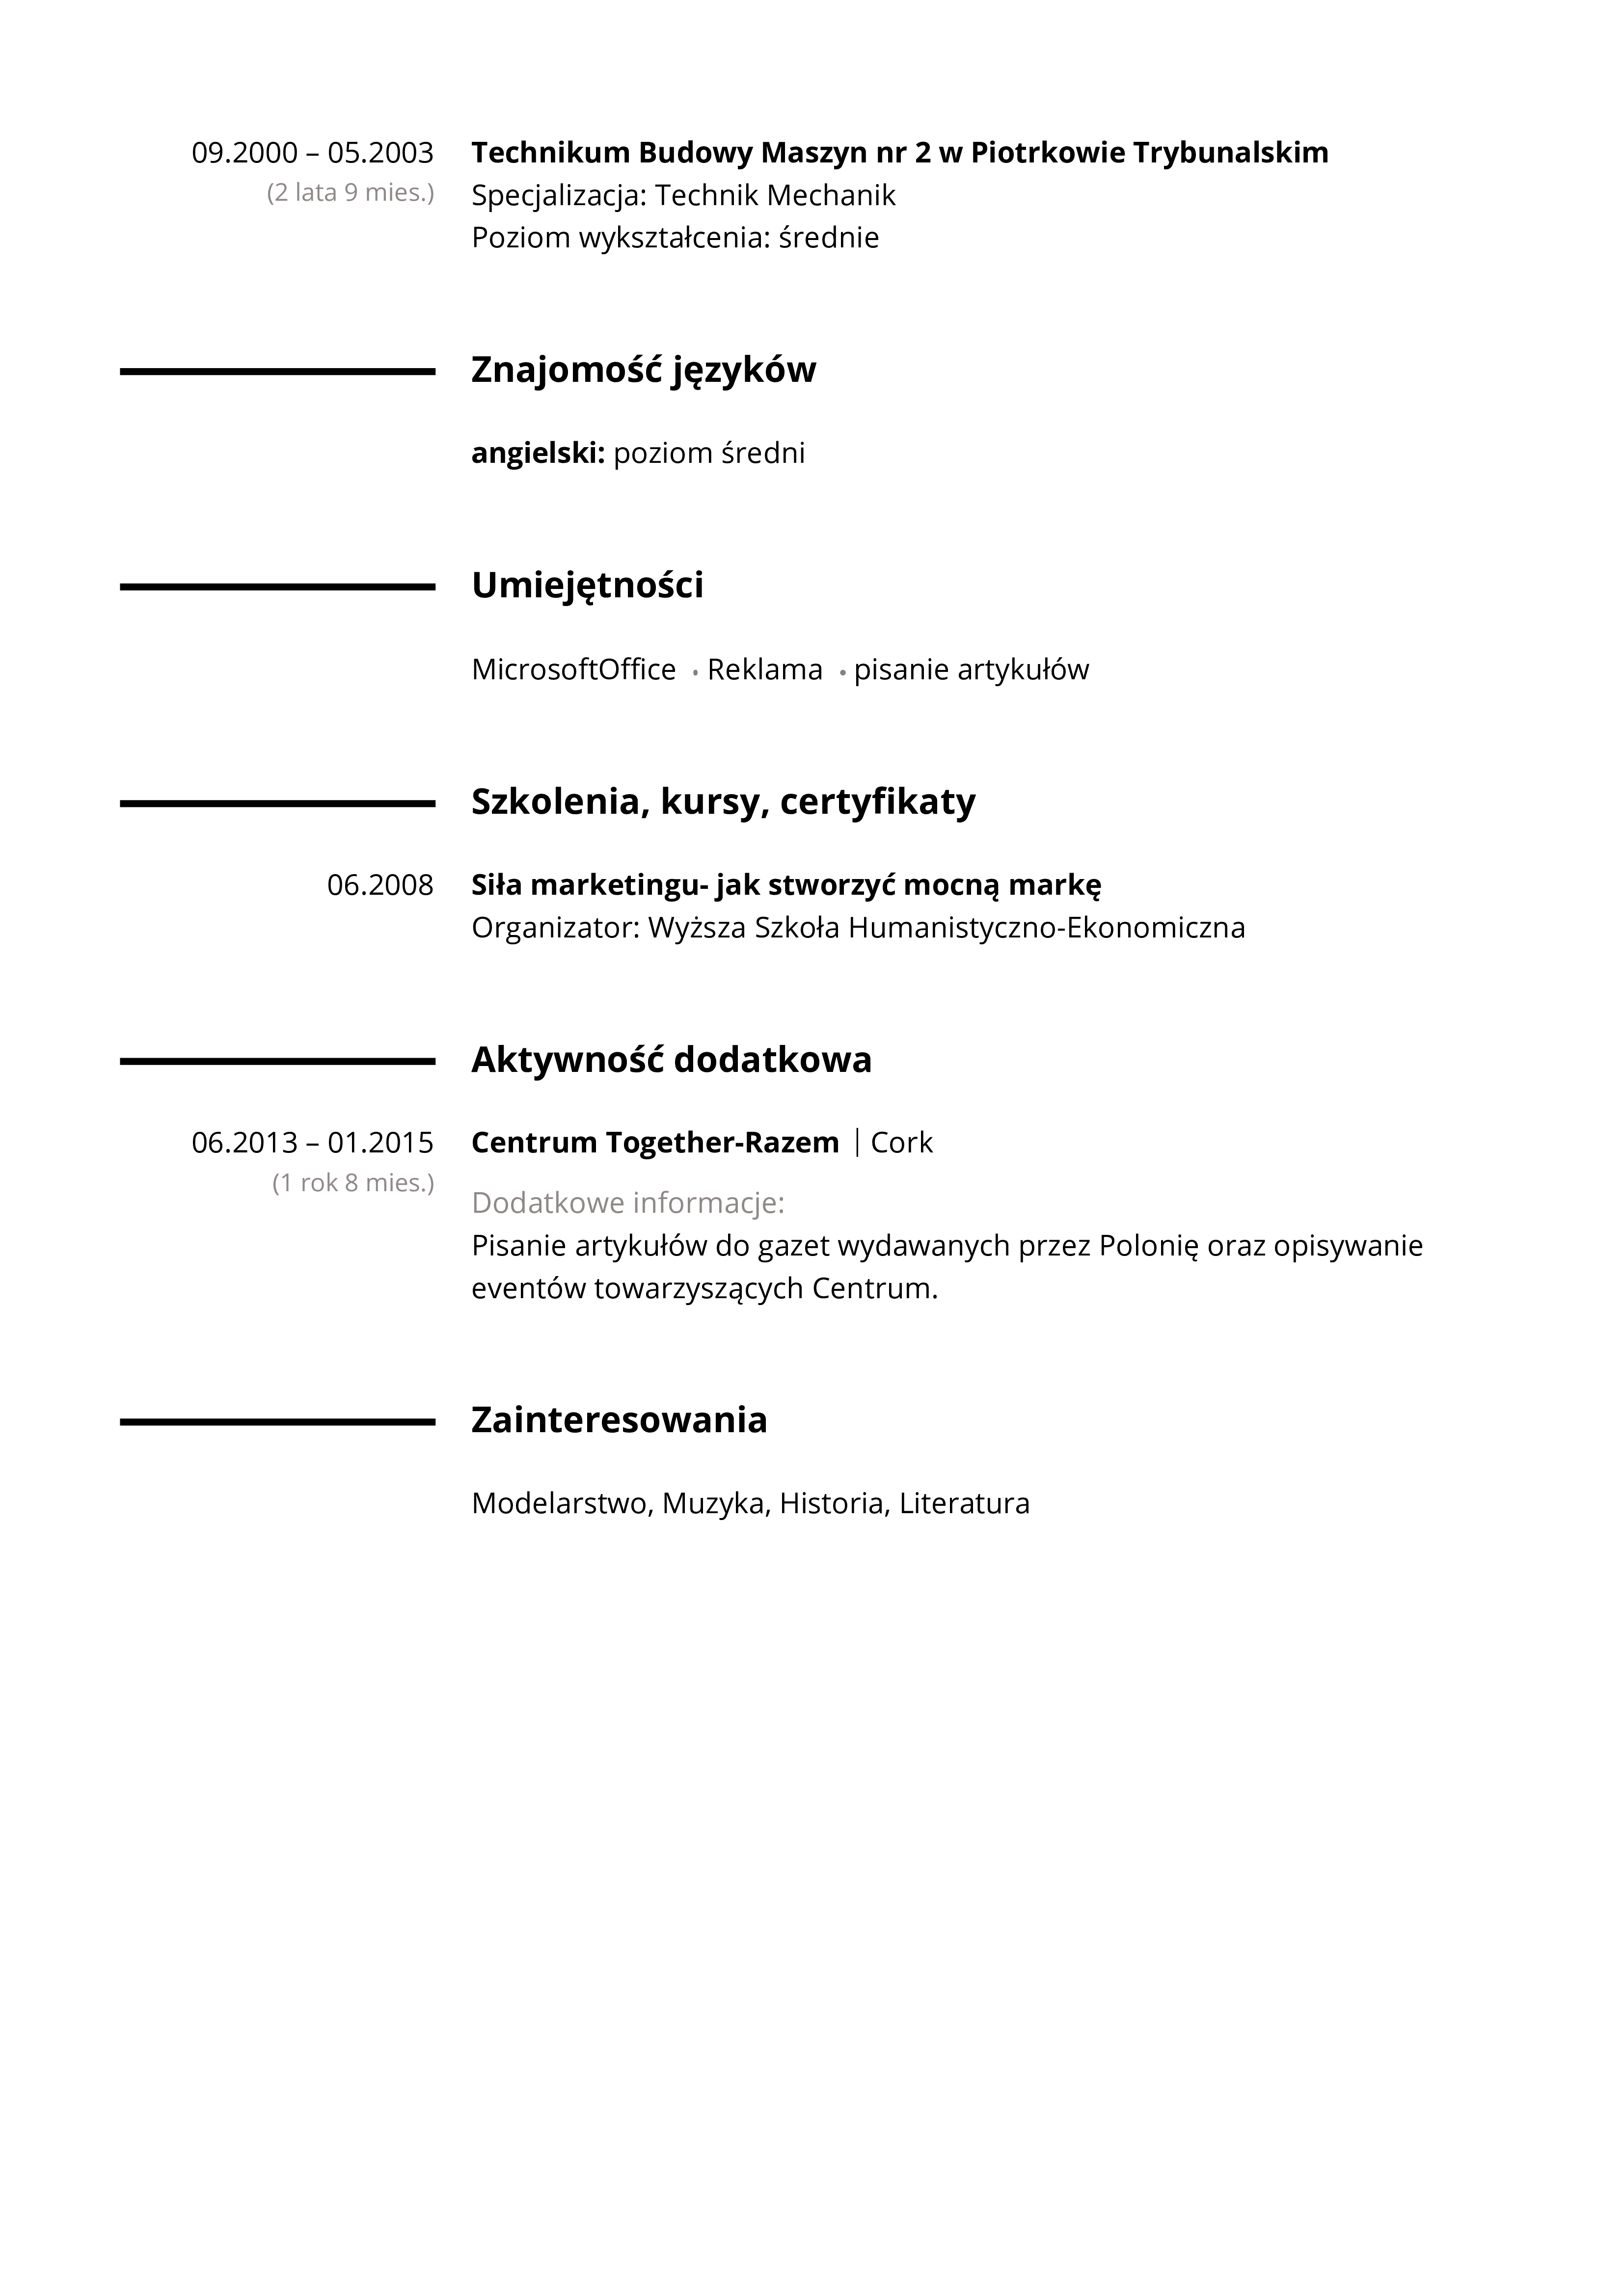 09.2000 – 05.2003 Technikum Budowy Maszyn nr 2 w Piotrkowie Trybunalskim
(2 lata 9 mies.) Specjalizacja: Technik Mechanik
Poziom wykształcenia: średnie
Znajomość języków
angielski: poziom średni
Umiejętności
MicrosoftOffice • Reklama • pisanie artykułów
Szkolenia, kursy, certyfikaty
06.2008 Siła marketingu- jak stworzyć mocną markę
Organizator: Wyższa Szkoła Humanistyczno-Ekonomiczna
Aktywność dodatkowa
06.2013 – 01.2015 Centrum Together-Razem | Cork
(1 rok 8 mies.)
Dodatkowe informacje:
Pisanie artykułów do gazet wydawanych przez Polonię oraz opisywanie
eventów towarzyszących Centrum.
Zainteresowania
Modelarstwo, Muzyka, Historia, Literatura